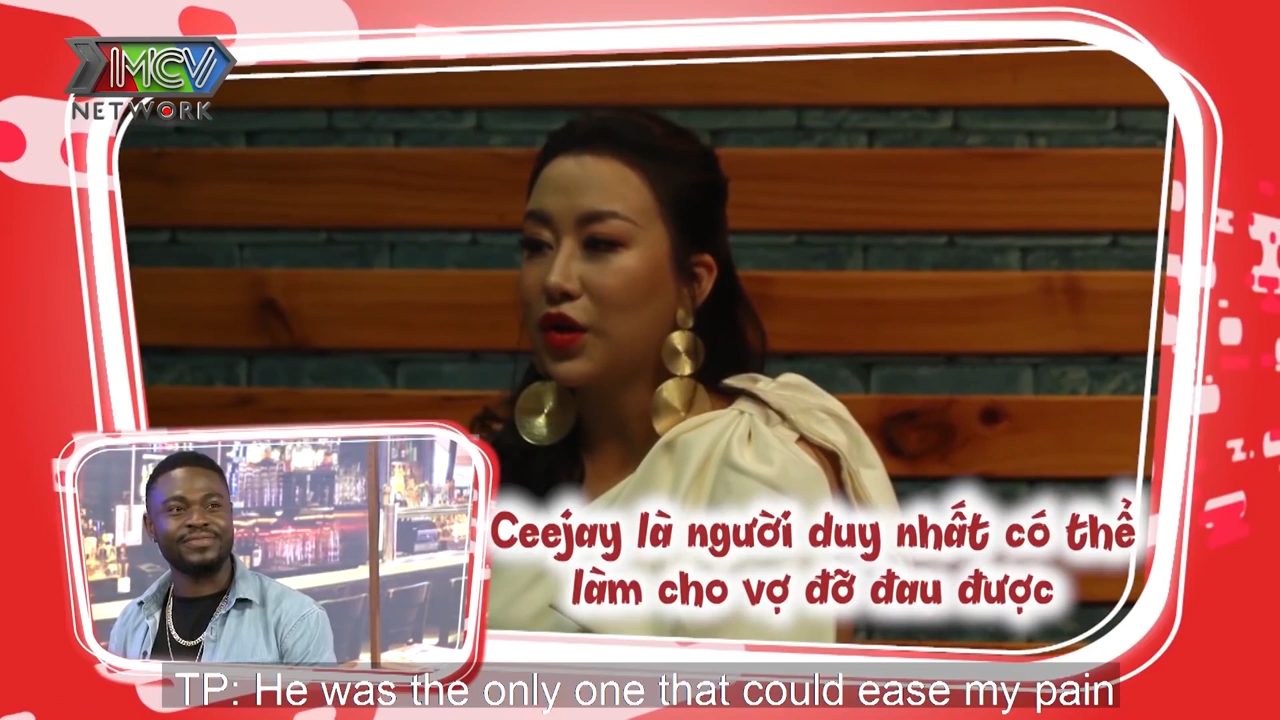 MCV
NETWORK
Ceejay là người duy nhất có thể
làm cho vợ đỡ đau được
TP: He was the only one that could ease my pain